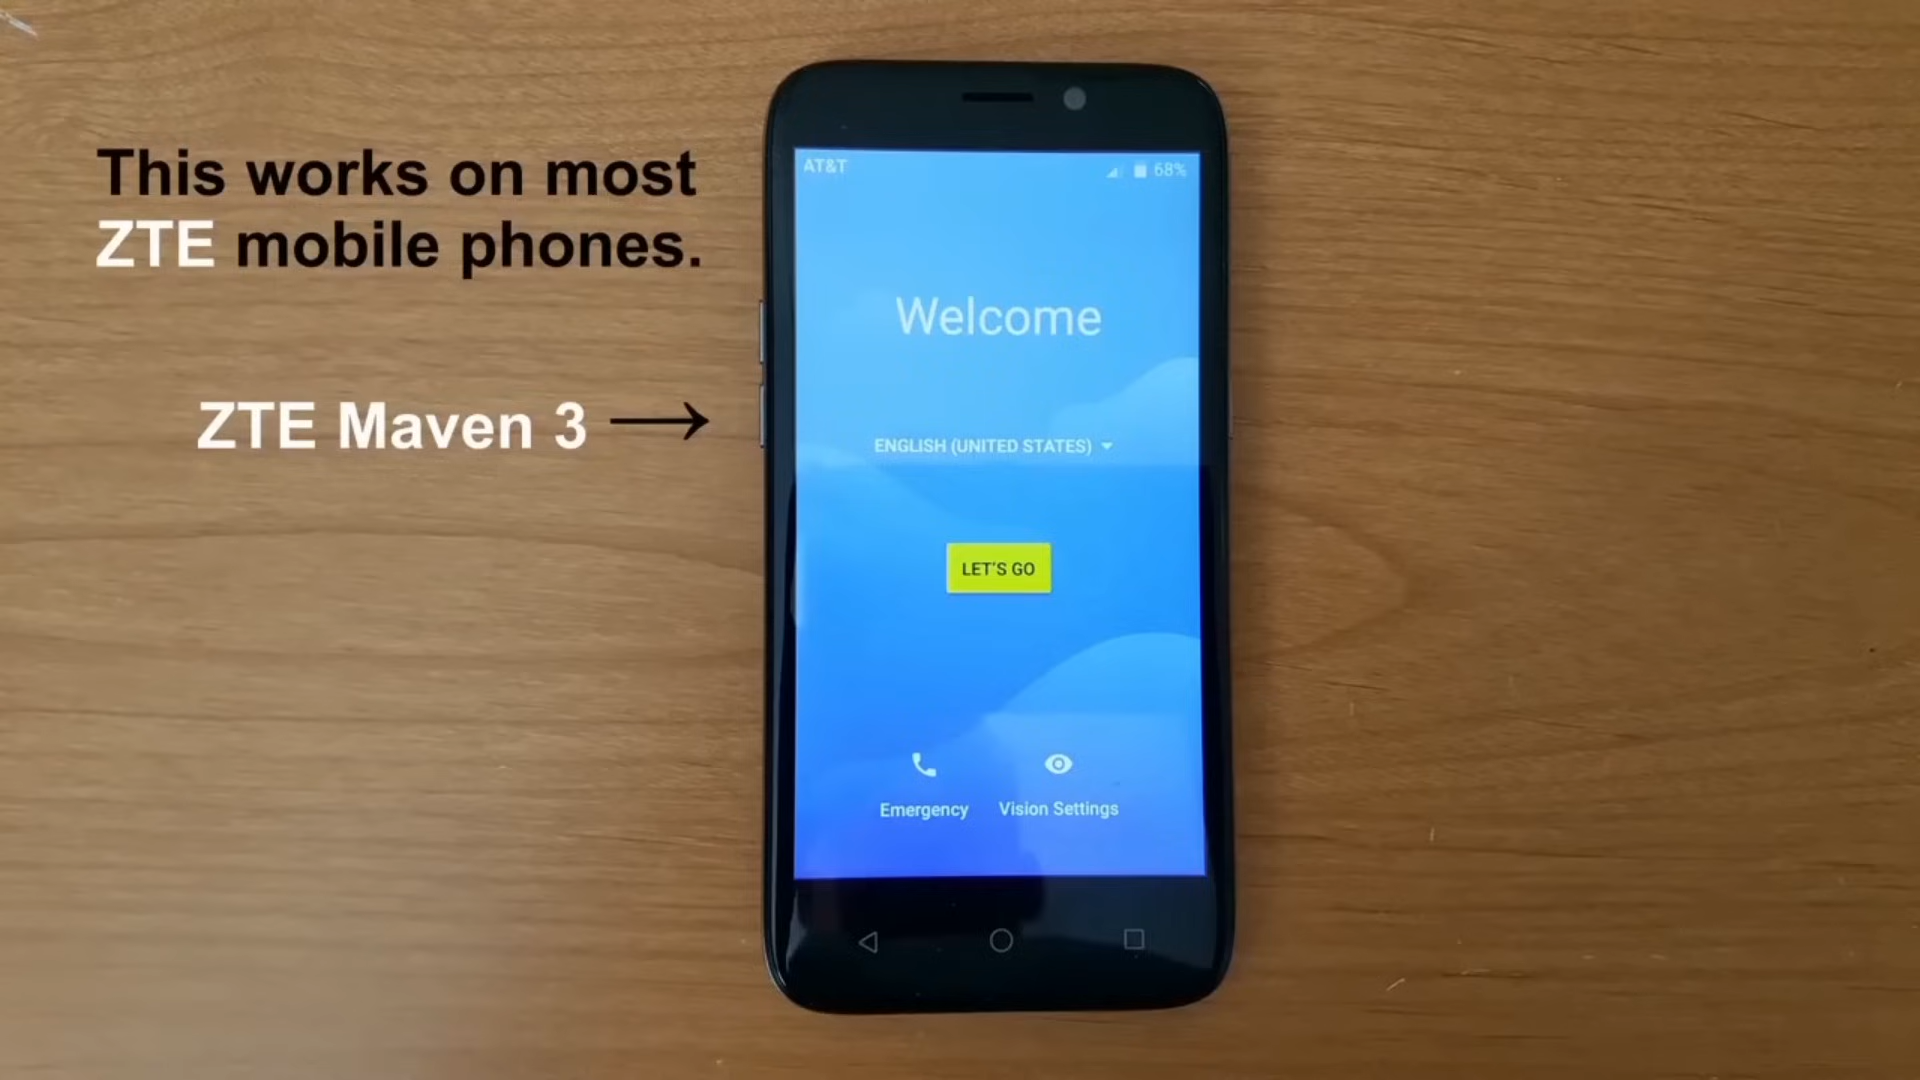 This works on most
ZTE mobile phones.
ZTE Maven 3
AT&T
68%
Welcome
ENGLISH (UNITED STATES)
LET'S GO
Emergency
Vision Settings